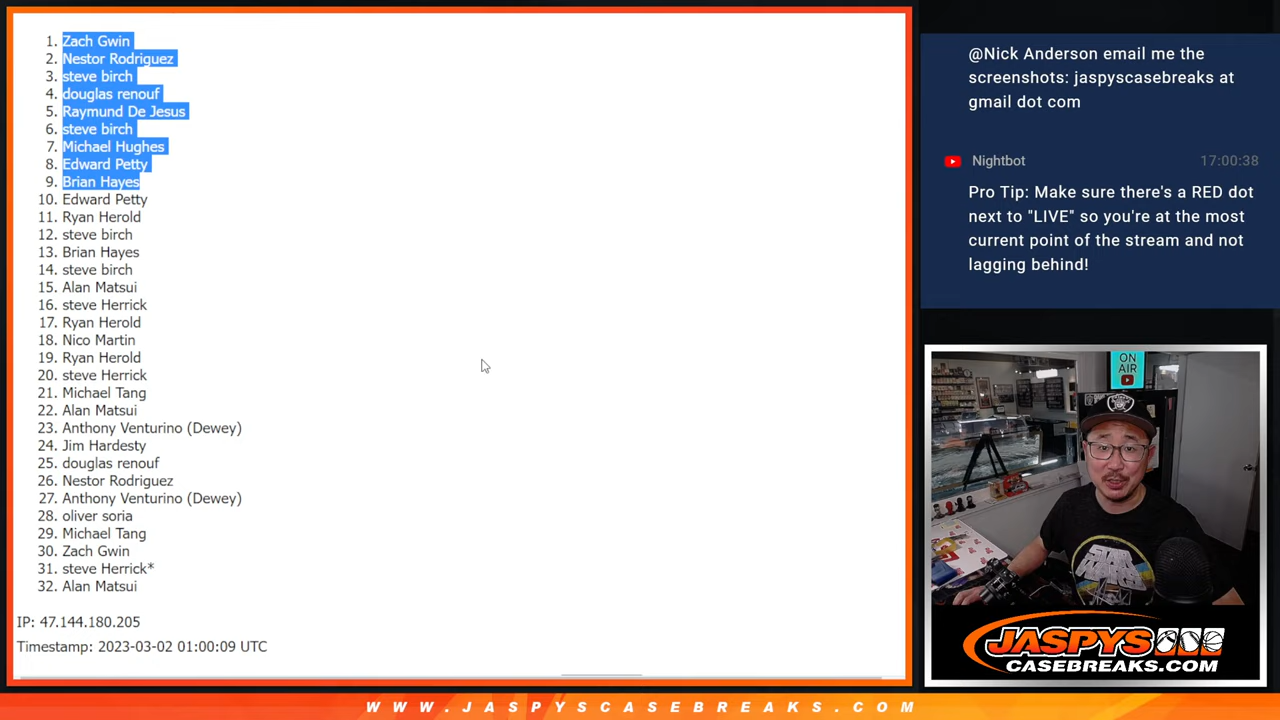 1. Zach Gwin
2. Nestor Rodriguez
3. steve birch
4. douglas renouf
5. Raymund De Jesus
6. steve birch
7. Michael Hughes
8. Edward Petty
9. Brian Hayes
10. Edward Petty
11. Ryan Herold
12. steve birch
13. Brian Hayes
14. steve birch
15. Alan Matsui
16. steve Herrick
17. Ryan Herold
18. Nico Martin
19. Ryan Herold
20. steve Herrick
21. Michael Tang
22. Alan Matsui
23. Anthony Venturino (Dewey)
24. Jim Hardesty
25. douglas renouf
26. Nestor Rodriguez
27. Anthony Venturino (Dewey)
28. oliver soria
29. Michael Tang
30. Zach Gwin
31. steve Herrick*
32. Alan Matsui
IP: 47.144.180.205
Timestamp: 2023-03-02 01:00:09 UTC
@Nick Anderson email me the
screenshots: jaspyscasebreaks at
gmail dot com
Nightbot 17:00:38
Pro Tip: Make sure there's a RED dot
next to "LIVE" so you're at the most
current point of the stream and not
lagging behind!
ON
AIR
STAR
WARS
JASPYS
CASEBREAKS.COM
WWW.JASPYSCASEBREAKS.COM